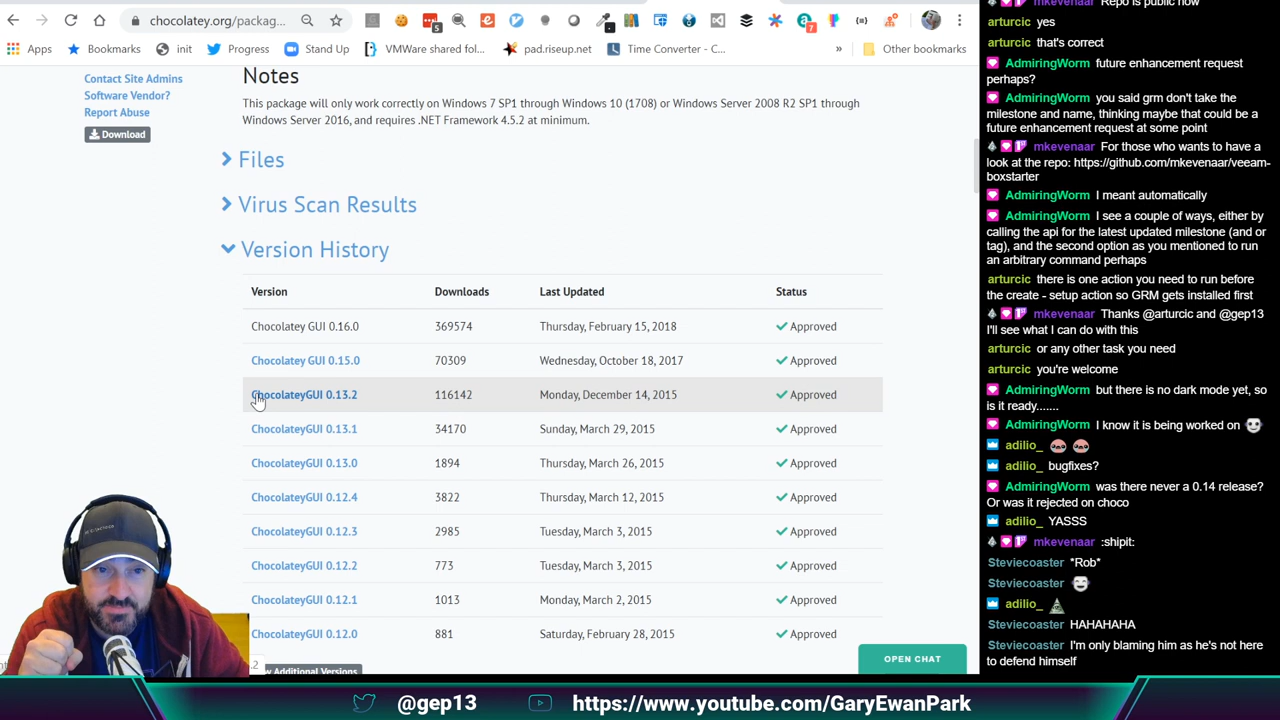 chocolatey.org/packag...
5
7
Apps
Bookmarks
init
Progress
Stand Up
VMWare shared fol...
pad.riseup.net
Time Converter - C...
»
Other bookmarks
Contact Site Admins
Software Vendor?
Report Abuse
Download
Notes
This package will only work correctly on Windows 7 SP1 through Windows 10 (1708) or Windows Server 2008 R2 SP1 through
Windows Server 2016, and requires .NET Framework 4.5.2 at minimum.
Files
Virus Scan Results
Version History
Version Downloads Last Updated Status
Chocolatey GUI 0.16.0 369574 Thursday, February 15, 2018 Approved
Chocolatey GUI 0.15.0 70309 Wednesday, October 18, 2017 Approved
ChocolateyGUI 0.13.2 116142 Monday, December 14, 2015 Approved
ChocolateyGUI 0.13.1 34170 Sunday, March 29, 2015 Approved
ChocolateyGUI 0.13.0 1894 Thursday, March 26, 2015 Approved
ChocolateyGUI 0.12.4 3822 Thursday, March 12, 2015 Approved
ChocolateyGUI 0.12.3 2985 Tuesday, March 3, 2015 Approved
ChocolateyGUI 0.12.2 773 Tuesday, March 3, 2015 Approved
ChocolateyGUI 0.12.1 1013 Monday, March 2, 2015 Approved
ChocolateyGUI 0.12.0 881 Saturday, February 28, 2015 Approved
Additional Versions
OPEN CHAT
Repo is public now
arturcic yes
arturcic that's correct
AdmiringWorm future enhancement request
perhaps?
AdmiringWorm you said grm don't take the
milestone and name, thinking maybe that could be a
future enhancement request at some point
mkevenaar For those who wants to have a
look at the repo: https://github.com/mkevenaar/veeam-
boxstarter
AdmiringWorm I meant automatically
AdmiringWorm I see a couple of ways, either by
calling the api for the latest updated milestone (and or
tag), and the second option as you mentioned to run
an arbitrary command perhaps
arturcic there is one action you need to run before
the create - setup action so GRM gets installed first
mkevenaar Thanks @arturcic and @gep13
I'll see what I can do with this
arturcic or any other task you need
arturcic you're welcome
AdmiringWorm but there is no dark mode yet, so
is it ready.......
AdmiringWorm I know it is being worked on
adilio_
adilio_ bugfixes?
AdmiringWorm was there never a 0.14 release?
Or was it rejected on choco
adilio_ YASSS
mkevenaar :shipit:
Steviecoaster *Rob*
Steviecoaster
adilio_
Steviecoaster HAHAHAHA
Steviecoaster I'm only blaming him as he's not here
to defend himself
@gep13
https://www.youtube.com/GaryEwanPark